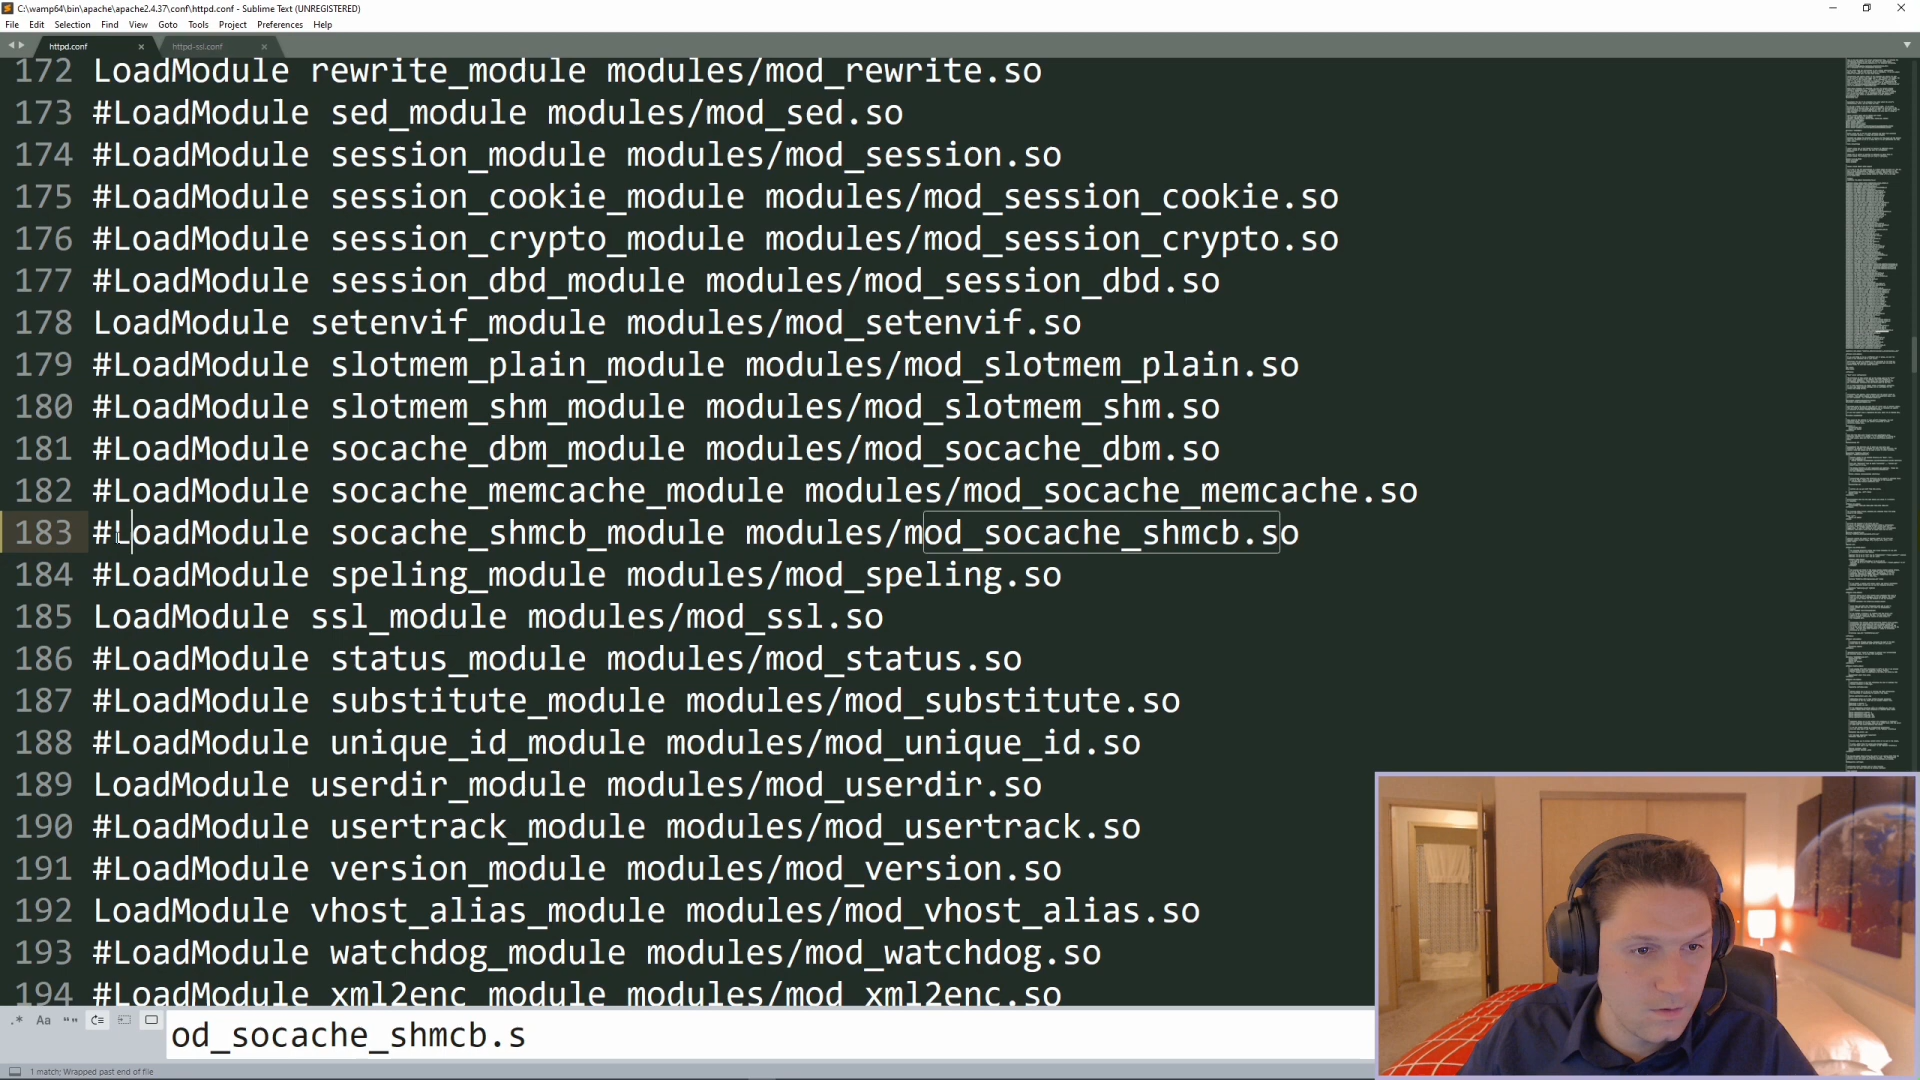 C:\wamp64\bin\apache\apache2.4.37\conf\httpd.conf - Sublime Text (UNREGISTERED)
File Edit Selection Find View Goto Tools Project Preferences Help
httpd.conf httpd-ssl.conf
172 LoadModule rewrite_module modules/mod_rewrite.so
173 #LoadModule sed_module modules/mod_sed.so
174 #LoadModule session_module modules/mod_session.so
175 #LoadModule session_cookie_module modules/mod_session_cookie.so
176 #LoadModule session_crypto_module modules/mod_session_crypto.so
177 #LoadModule session_dbd_module modules/mod_session_dbd.so
178 LoadModule setenvif_module modules/mod_setenvif.so
179 #LoadModule slotmem_plain_module modules/mod_slotmem_plain.so
180 #LoadModule slotmem_shm_module modules/mod_slotmem_shm.so
181 #LoadModule socache_dbm_module modules/mod_socache_dbm.so
182 #LoadModule socache_memcache_module modules/mod_socache_memcache.so
183 #LoadModule socache_shmcb_module modules/mod_socache_shmcb.so
184 #LoadModule speling_module modules/mod_speling.so
185 LoadModule ssl_module modules/mod_ssl.so
186 #LoadModule status_module modules/mod_status.so
187 #LoadModule substitute_module modules/mod_substitute.so
188 #LoadModule unique_id_module modules/mod_unique_id.so
189 LoadModule userdir_module modules/mod_userdir.so
190 #LoadModule usertrack_module modules/mod_usertrack.so
191 #LoadModule version_module modules/mod_version.so
192 LoadModule vhost_alias_module modules/mod_vhost_alias.so
193 #LoadModule watchdog_module modules/mod_watchdog.so
194 #LoadModule xml2enc_module modules/mod_xml2enc.so
.* Aa “”
od_socache_shmcb.s
1 match; Wrapped past end of file